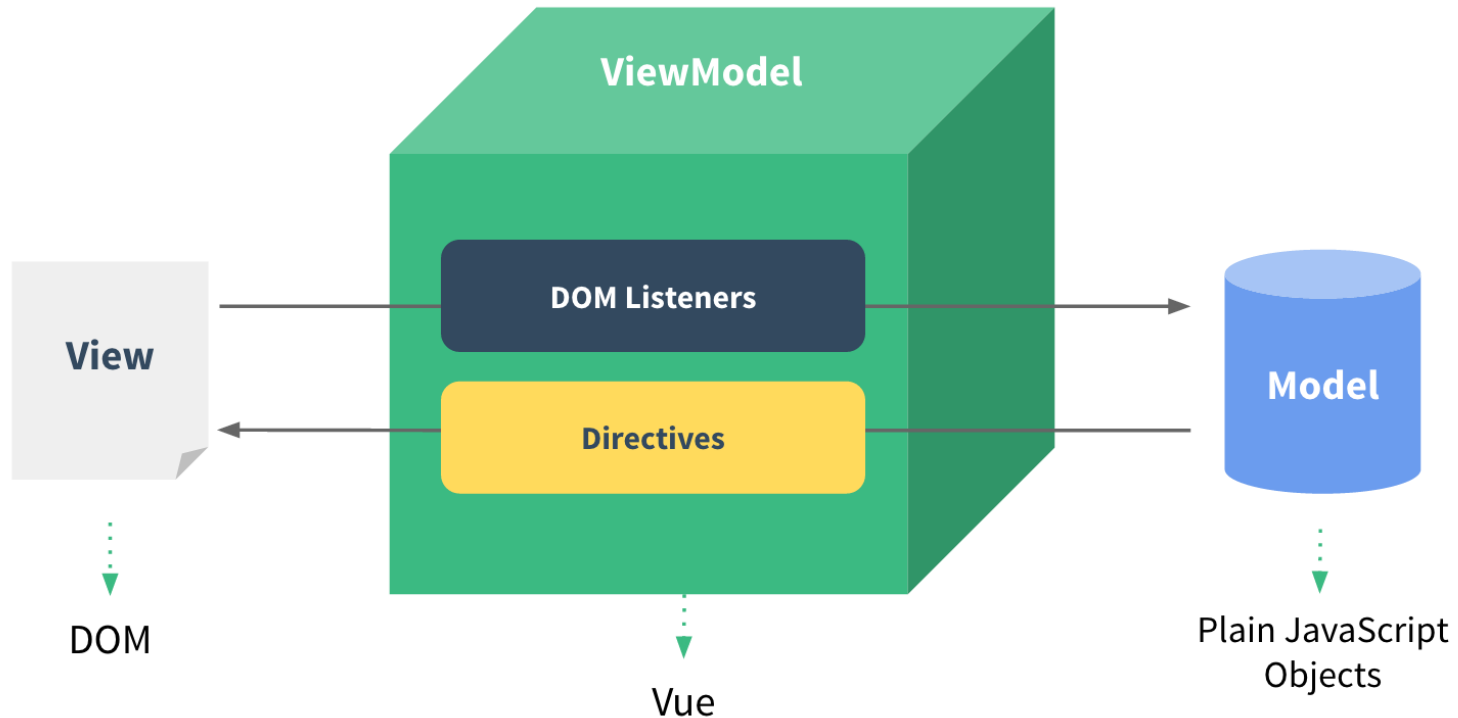 ViewModel
DOM Listeners
View
Model
Directives
DOM
Vue
Plain JavaScript
Objects